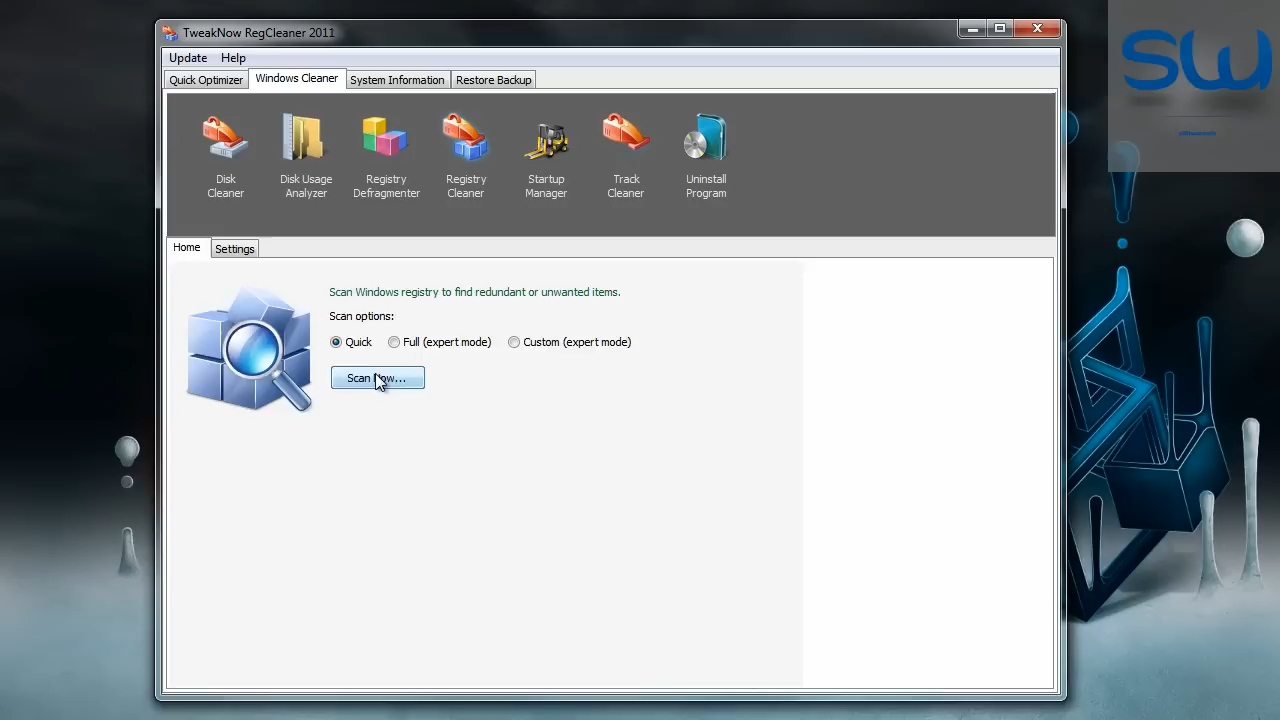 TweakNow RegCleaner 2011
SW
Update Help
Quick Optimizer Windows Cleaner System Information Restore Backup
Disk Cleaner
Disk Usage Analyzer
Registry Defragmenter
Registry Cleaner
Startup Manager
Track Cleaner
Uninstall Program
Home Settings
Scan Windows registry to find redundant or unwanted items.
Scan options:
Quick Full (expert mode) Custom (expert mode)
Scan Now...